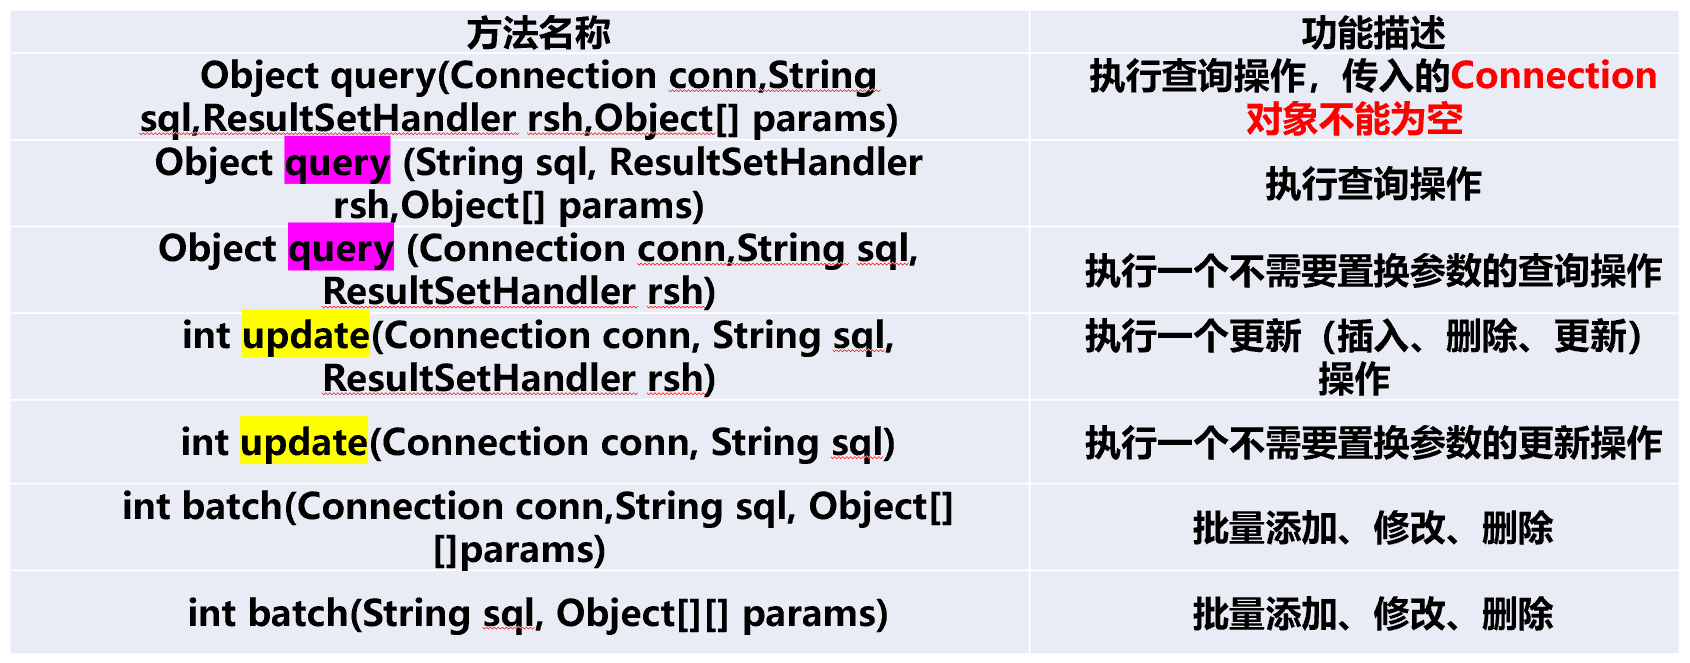 方法名称
功能描述
Object query(Connection conn,String
sql,ResultSetHandler rsh,Object[] params)
执行查询操作，传入的Connection
对象不能为空
Object query (String sql, ResultSetHandler
rsh,Object[] params)
执行查询操作
Object query (Connection conn,String sql,
ResultSetHandler rsh)
执行一个不需要置换参数的查询操作
int update(Connection conn, String sql,
ResultSetHandler rsh)
执行一个更新（插入、删除、更新）
操作
int update(Connection conn, String sql)
执行一个不需要置换参数的更新操作
int batch(Connection conn,String sql, Object[]
[]params)
批量添加、修改、删除
int batch(String sql, Object[][] params)
批量添加、修改、删除